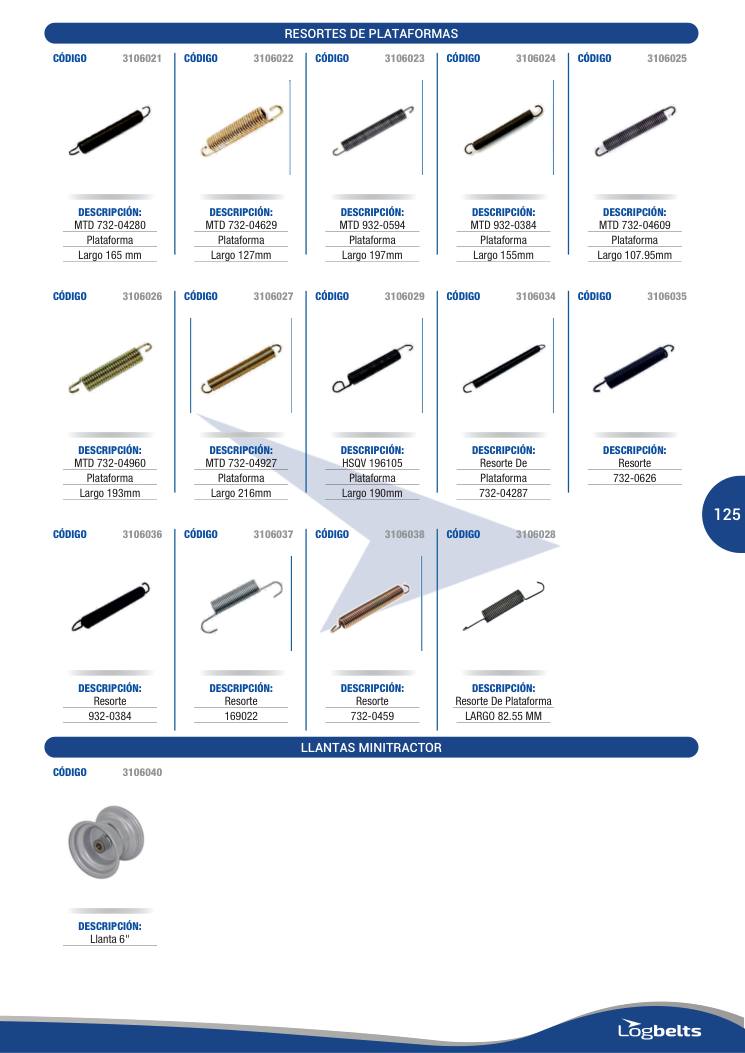 RESORTES DE PLATAFORMAS
CÓDIGO 3106021
DESCRIPCIÓN:
MTD 732-04280
Plataforma
Largo 165 mm
CÓDIGO 3106022
DESCRIPCIÓN:
MTD 732-04629
Plataforma
Largo 127mm
CÓDIGO 3106023
DESCRIPCIÓN:
MTD 932-0594
Plataforma
Largo 197mm
CÓDIGO 3106024
DESCRIPCIÓN:
MTD 932-0384
Plataforma
Largo 155mm
CÓDIGO 3106025
DESCRIPCIÓN:
MTD 732-04609
Plataforma
Largo 107.95mm
CÓDIGO 3106026
DESCRIPCIÓN:
MTD 732-04960
Plataforma
Largo 193mm
CÓDIGO 3106027
DESCRIPCIÓN:
MTD 732-04927
Plataforma
Largo 216mm
CÓDIGO 3106029
DESCRIPCIÓN:
HSQV 196105
Plataforma
Largo 190mm
CÓDIGO 3106034
DESCRIPCIÓN:
Resorte De
Plataforma
732-04287
CÓDIGO 3106035
DESCRIPCIÓN:
Resorte
732-0626
125
CÓDIGO 3106036
DESCRIPCIÓN:
Resorte
932-0384
CÓDIGO 3106037
DESCRIPCIÓN:
Resorte
169022
CÓDIGO 3106038
DESCRIPCIÓN:
Resorte
732-0459
CÓDIGO 3106028
DESCRIPCIÓN:
Resorte De Plataforma
LARGO 82.55 MM
LLANTAS MINITRACTOR
CÓDIGO 3106040
DESCRIPCIÓN:
Llanta 6"
Logbelts